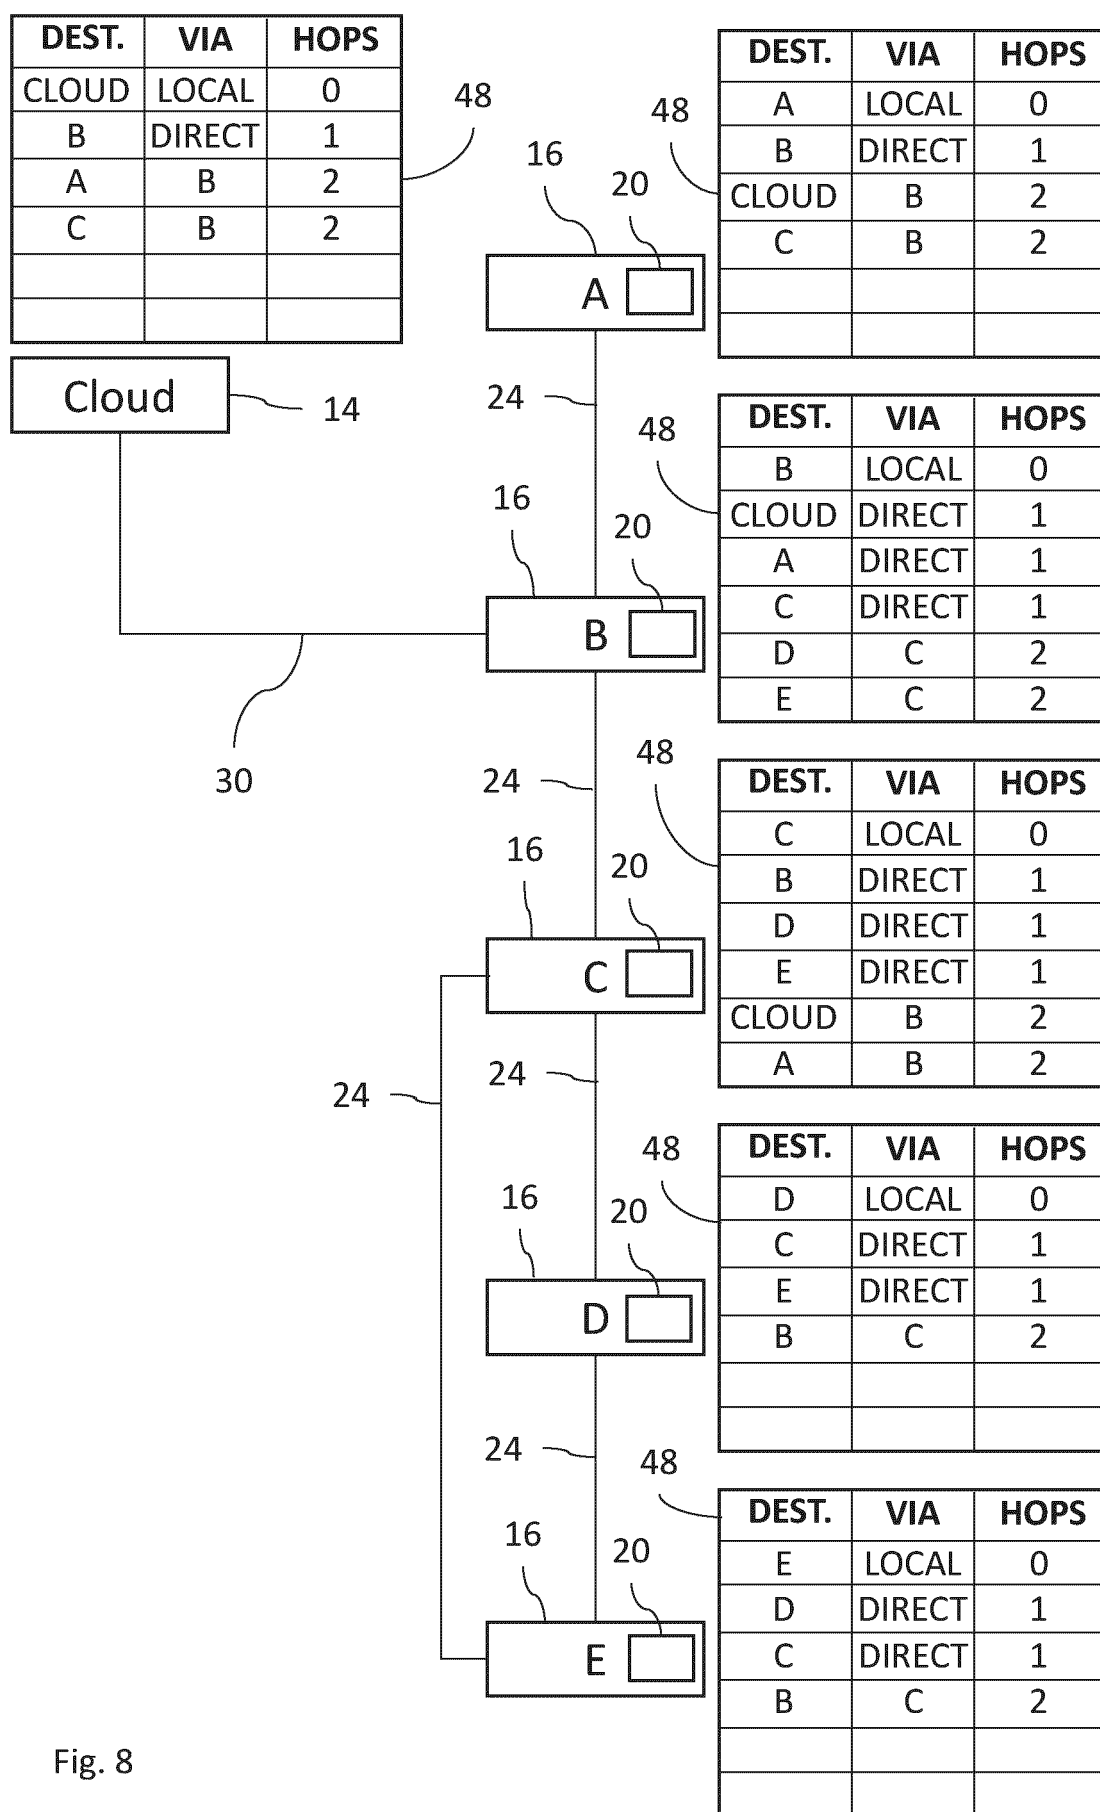 DEST. VIA HOPS
CLOUD LOCAL 0
B DIRECT 1
A B 2
C B 2
48
Cloud
14
30
16
20
A
48
DEST. VIA HOPS
A LOCAL 0
B DIRECT 1
CLOUD B 2
C B 2
24
16
20
B
48
DEST. VIA HOPS
B LOCAL 0
CLOUD DIRECT 1
A DIRECT 1
C DIRECT 1
D C 2
E C 2
24
16
20
C
48
DEST. VIA HOPS
C LOCAL 0
B DIRECT 1
D DIRECT 1
E DIRECT 1
CLOUD B 2
A B 2
24
24
16
20
D
48
DEST. VIA HOPS
D LOCAL 0
C DIRECT 1
E DIRECT 1
B C 2
24
16
20
E
48
DEST. VIA HOPS
E LOCAL 0
D DIRECT 1
C DIRECT 1
B C 2
Fig. 8